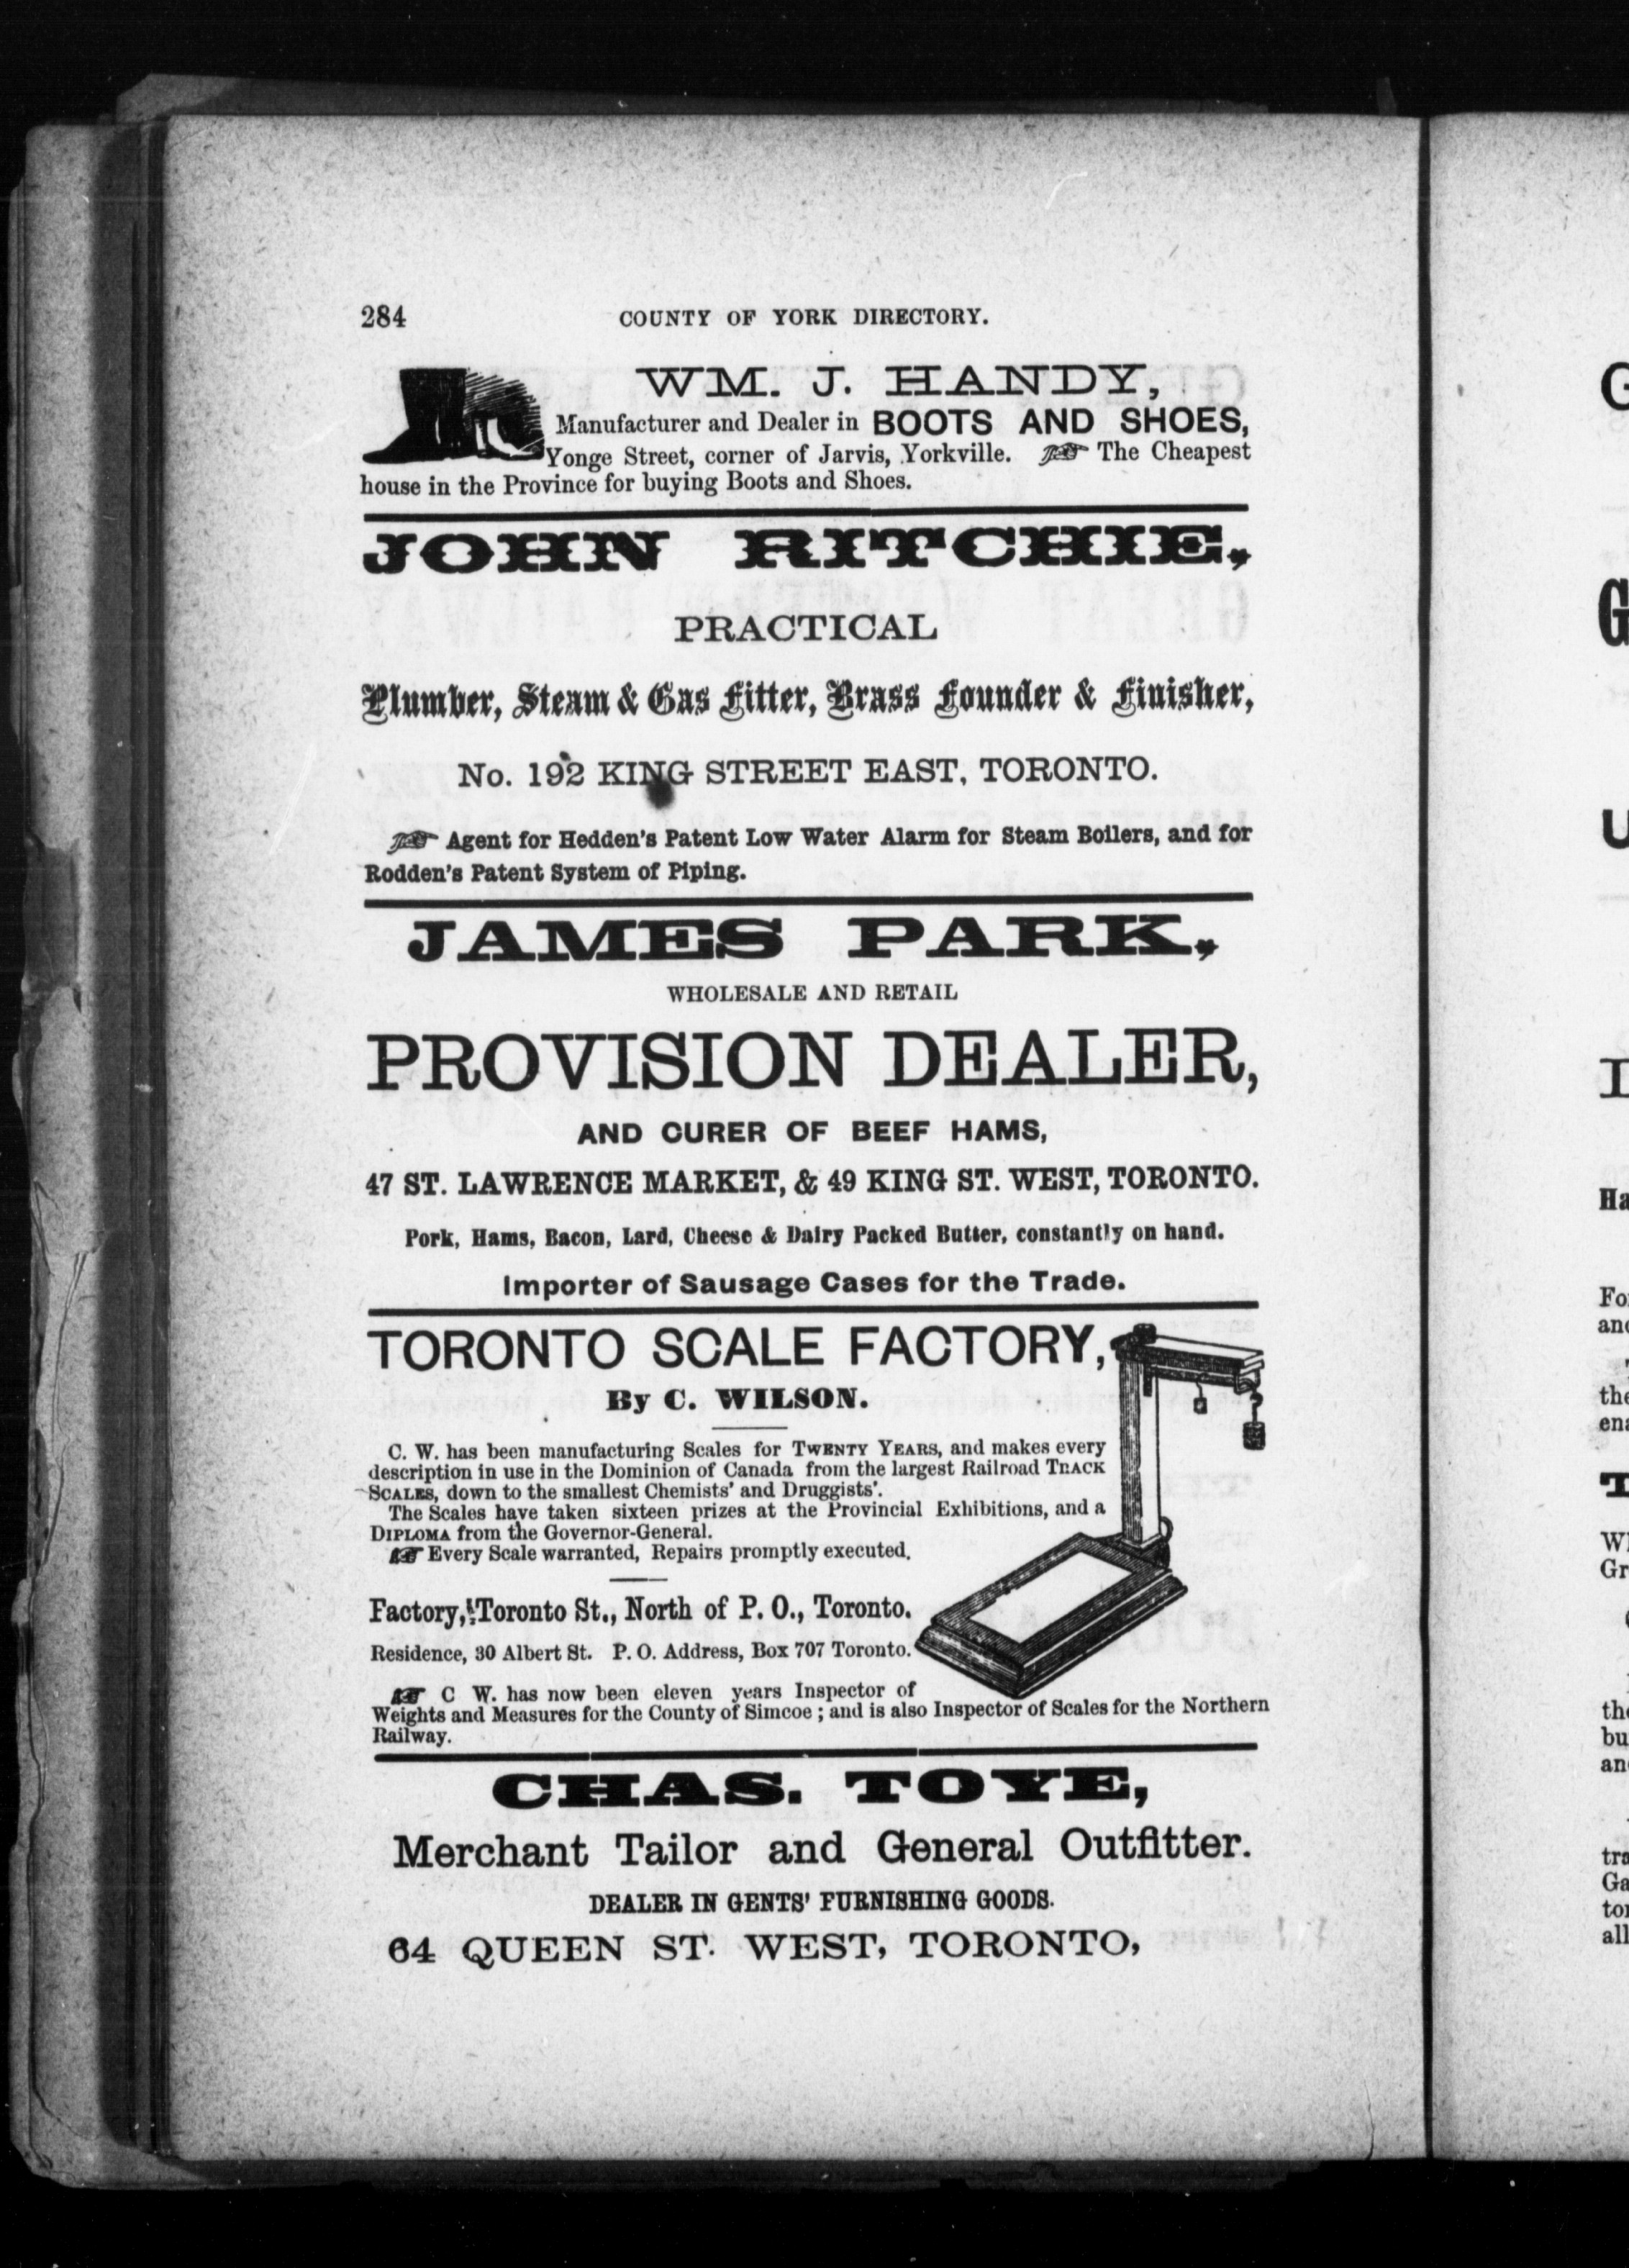 284 COUNTY OF YORK DIRECTORY.
WM. J. HANDY,
Manufacturer and Dealer in BOOTS AND SHOES,
Yonge Street, corner of Jarvis, Yorkville. ☞ The Cheapest
house in the Province for buying Boots and Shoes.
JOHN RITCHIE,
PRACTICAL
Plumber, Steam & Gas Fitter, Brass Founder & Finisher,
No. 192 KING STREET EAST, TORONTO.
☞ Agent for Hedden's Patent Low Water Alarm for Steam Boilers, and for
Rodden's Patent System of Piping.
JAMES PARK,
WHOLESALE AND RETAIL
PROVISION DEALER,
AND CURER OF BEEF HAMS,
47 ST. LAWRENCE MARKET, & 49 KING ST. WEST, TORONTO.
Pork, Hams, Bacon, Lard, Cheese & Dairy Packed Butter, constantly on hand.
Importer of Sausage Cases for the Trade.
TORONTO SCALE FACTORY,
By C. WILSON.
C. W. has been manufacturing Scales for TWENTY YEARS, and makes every
description in use in the Dominion of Canada from the largest Railroad TRACK
SCALES, down to the smallest Chemists' and Druggists'.
The Scales have taken sixteen prizes at the Provincial Exhibitions, and a
DIPLOMA from the Governor-General.
☞ Every Scale warranted, Repairs promptly executed.
Factory, Toronto St., North of P. O., Toronto.
Residence, 30 Albert St. P. O. Address, Box 707 Toronto.
☞ C W. has now been eleven years Inspector of
Weights and Measures for the County of Simcoe ; and is also Inspector of Scales for the Northern
Railway.
CHAS. TOYE,
Merchant Tailor and General Outfitter.
DEALER IN GENTS' FURNISHING GOODS.
64 QUEEN ST. WEST, TORONTO,